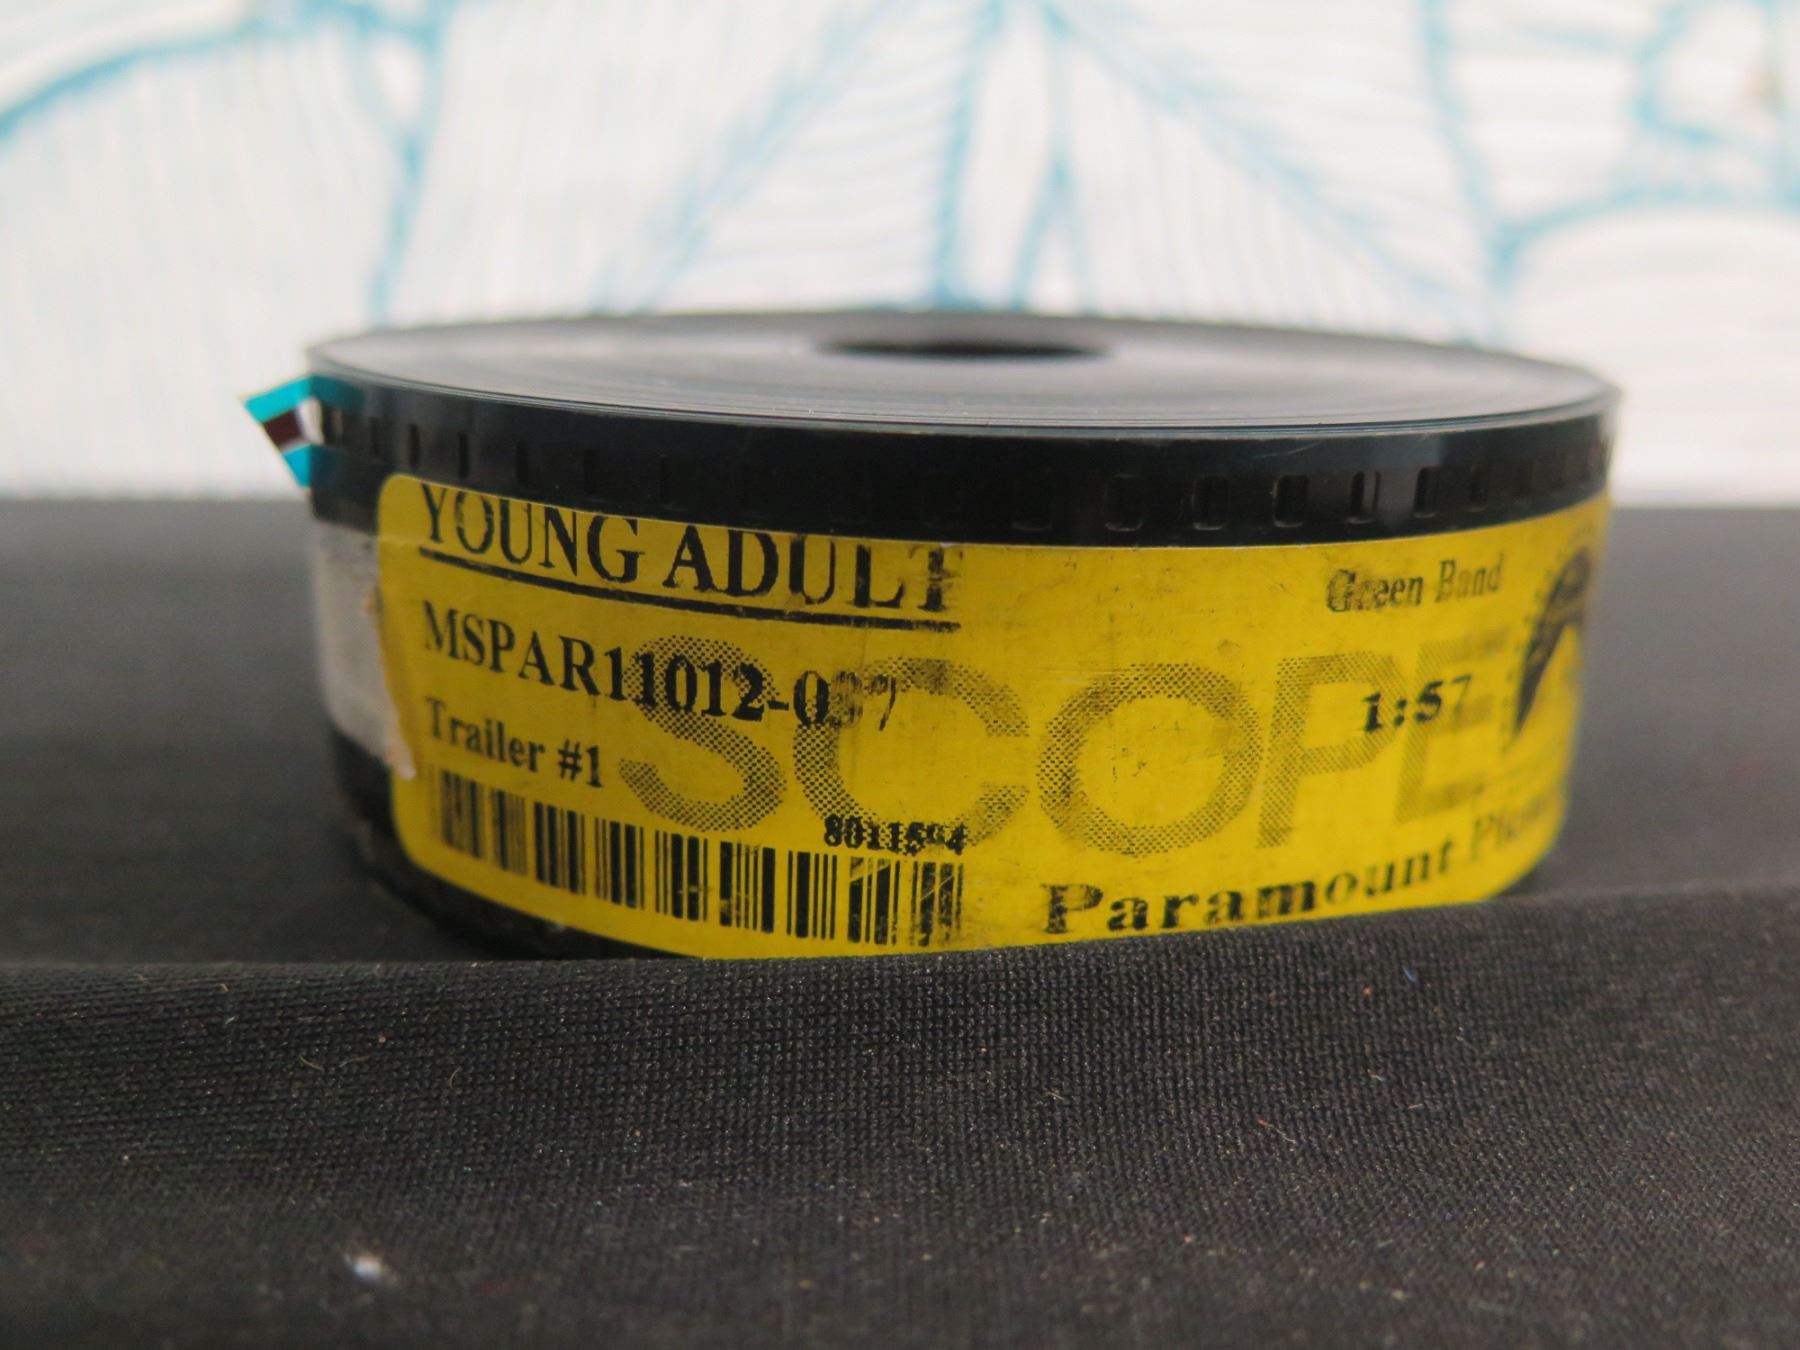 YOUNG ADULT
Green Band
MSPAR11012-0
SCOPE
1:57
Trailer #1
Paramount